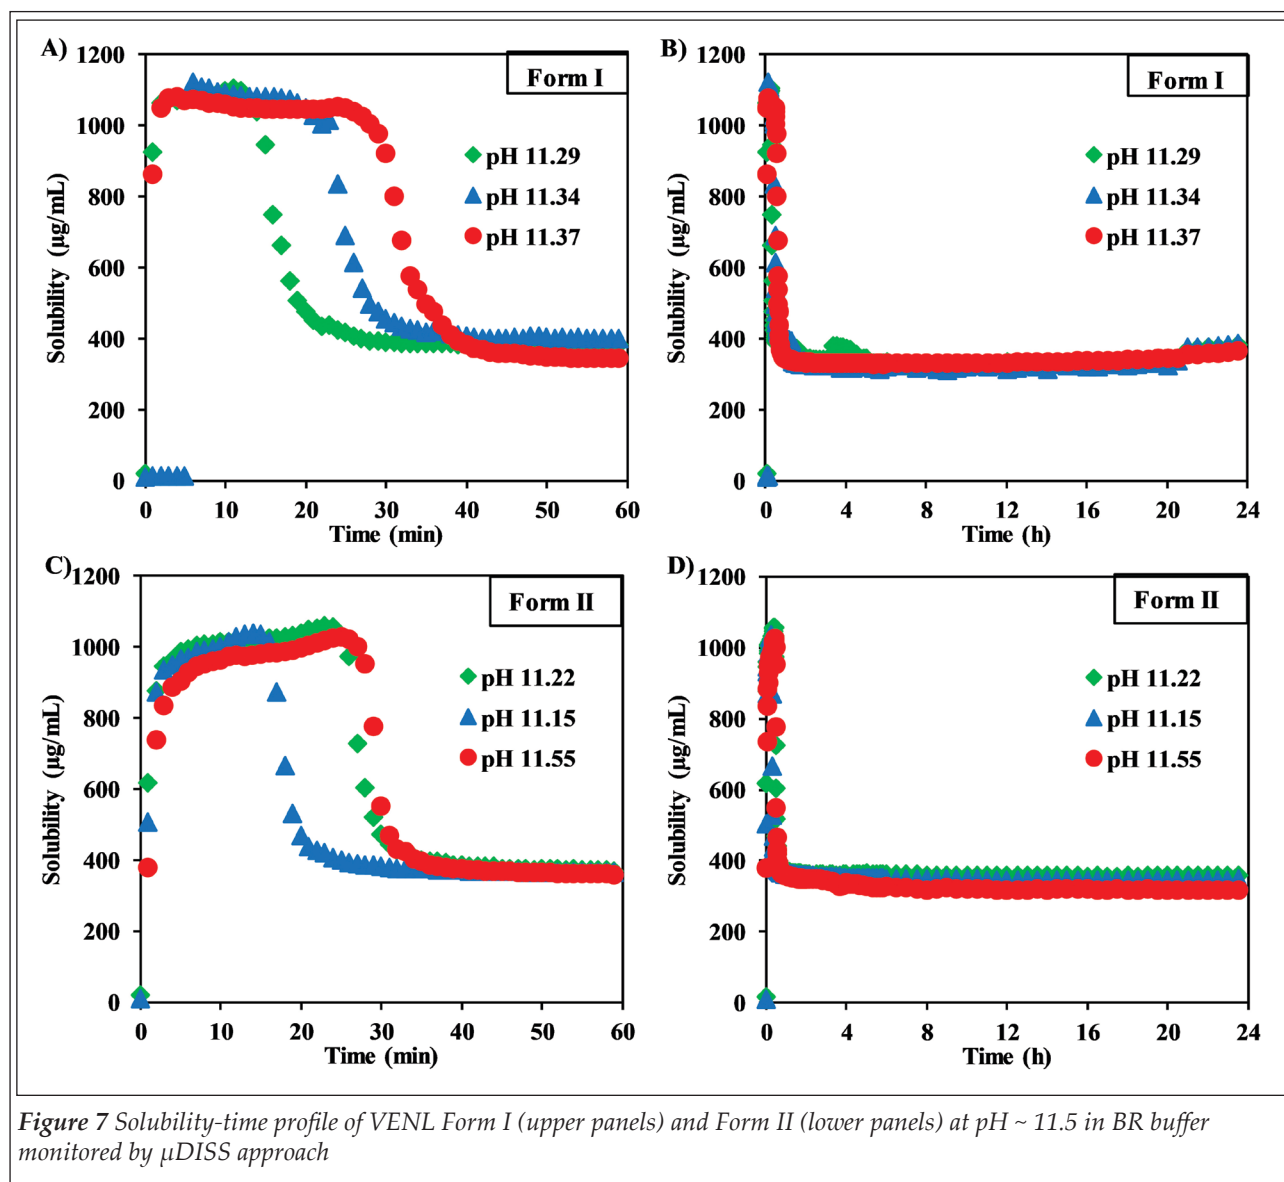 A)
1200
1000
800
600
400
200
0
Solubility (µg/mL)
Form I
pH 11.29
pH 11.34
pH 11.37
0 10 20 30 40 50 60
Time (min)
B)
1200
1000
800
600
400
200
0
Solubility (µg/mL)
Form I
pH 11.29
pH 11.34
pH 11.37
0 4 8 12 16 20 24
Time (h)
C)
1200
1000
800
600
400
200
0
Solubility (µg/mL)
Form II
pH 11.22
pH 11.15
pH 11.55
0 10 20 30 40 50 60
Time (min)
D)
1200
1000
800
600
400
200
0
Solubility (µg/mL)
Form II
pH 11.22
pH 11.15
pH 11.55
0 4 8 12 16 20 24
Time (h)
Figure 7 Solubility-time profile of VENL Form I (upper panels) and Form II (lower panels) at pH ~ 11.5 in BR buffer
monitored by µDISS approach